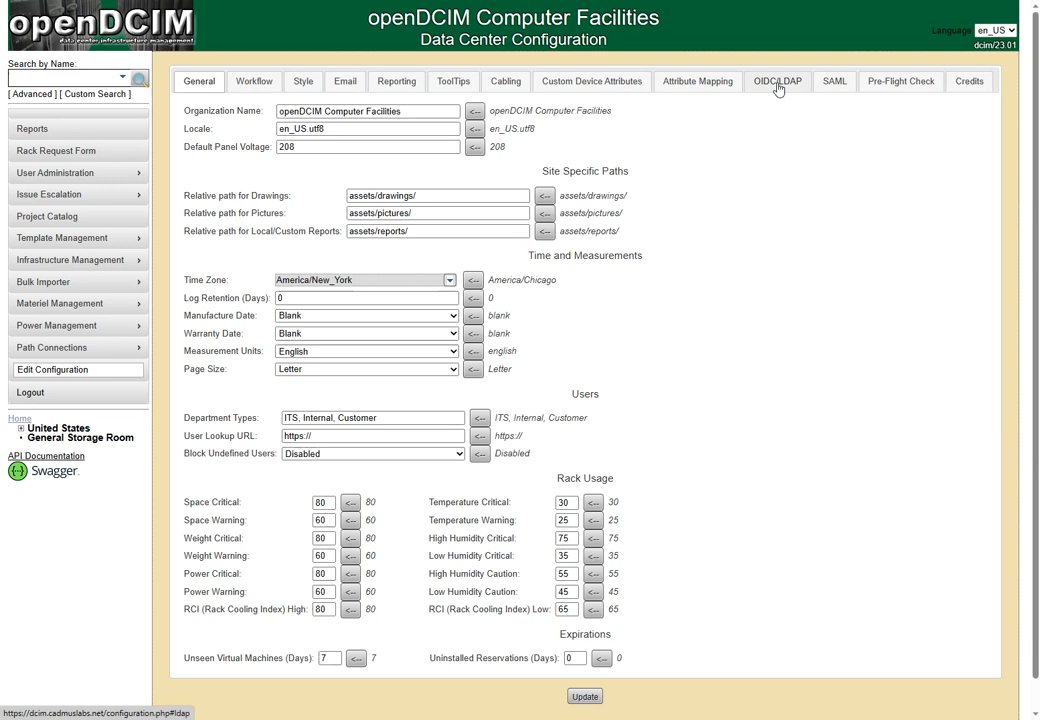 openDCIM
data center infrastructure management
openDCIM Computer Facilities
Data Center Configuration
Language en_US
dcim/23.01
Search by Name:
[ Advanced ] [ Custom Search ]
Reports
Rack Request Form
User Administration
Issue Escalation
Project Catalog
Template Management
Infrastructure Management
Bulk Importer
Materiel Management
Power Management
Path Connections
Edit Configuration
Logout
Home
United States
General Storage Room
API Documentation
Swagger
General Workflow Style Email Reporting ToolTips Cabling Custom Device Attributes Attribute Mapping OIDC/LDAP SAML Pre-Flight Check Credits
Organization Name: openDCIM Computer Facilities <-- openDCIM Computer Facilities
Locale: en_US.utf8 <-- en_US.utf8
Default Panel Voltage: 208 <-- 208
Site Specific Paths
Relative path for Drawings: assets/drawings/ <-- assets/drawings/
Relative path for Pictures: assets/pictures/ <-- assets/pictures/
Relative path for Local/Custom Reports: assets/reports/ <-- assets/reports/
Time and Measurements
Time Zone: America/New_York <-- America/Chicago
Log Retention (Days): 0 <-- 0
Manufacture Date: Blank <-- blank
Warranty Date: Blank <-- blank
Measurement Units: English <-- english
Page Size: Letter <-- Letter
Users
Department Types: ITS, Internal, Customer <-- ITS, Internal, Customer
User Lookup URL: https:// <-- https://
Block Undefined Users: Disabled <-- Disabled
Rack Usage
Space Critical: 80 <-- 80 Temperature Critical: 30 <-- 30
Space Warning: 60 <-- 60 Temperature Warning: 25 <-- 25
Weight Critical: 80 <-- 80 High Humidity Critical: 75 <-- 75
Weight Warning: 60 <-- 60 Low Humidity Critical: 35 <-- 35
Power Critical: 80 <-- 80 High Humidity Caution: 55 <-- 55
Power Warning: 60 <-- 60 Low Humidity Caution: 45 <-- 45
RCI (Rack Cooling Index) High: 80 <-- 80 RCI (Rack Cooling Index) Low: 65 <-- 65
Expirations
Unseen Virtual Machines (Days): 7 <-- 7 Uninstalled Reservations (Days): 0 <-- 0
Update
https://dcim.cadmuslabs.net/configuration.php#ldap